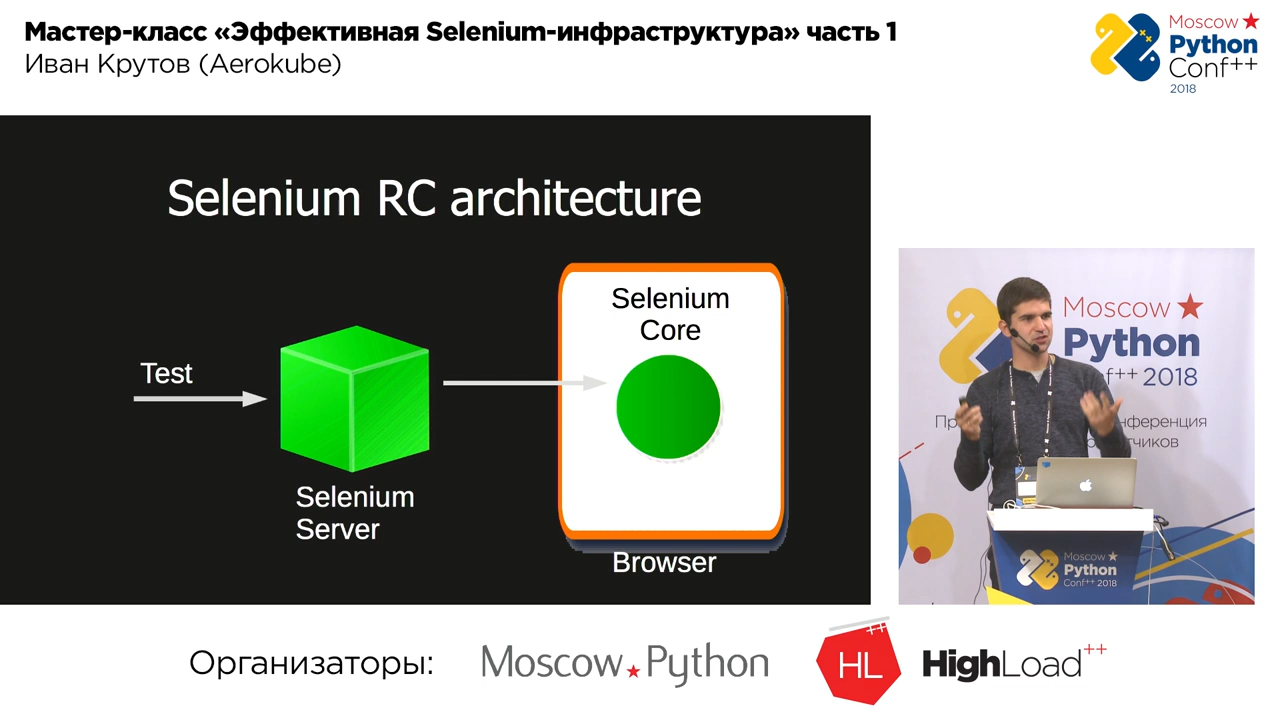 Мастер-класс «Эффективная Selenium-инфраструктура» часть 1
Иван Крутов (Aerokube)
Moscow
Python
Conf++
2018
Selenium RC architecture
Test
Selenium
Server
Selenium
Core
Browser
Moscow
Python
nf++ 2018
Moscow
Python
Conf++ 2018
Организаторы:
Moscow Python
HL++
HighLoad++